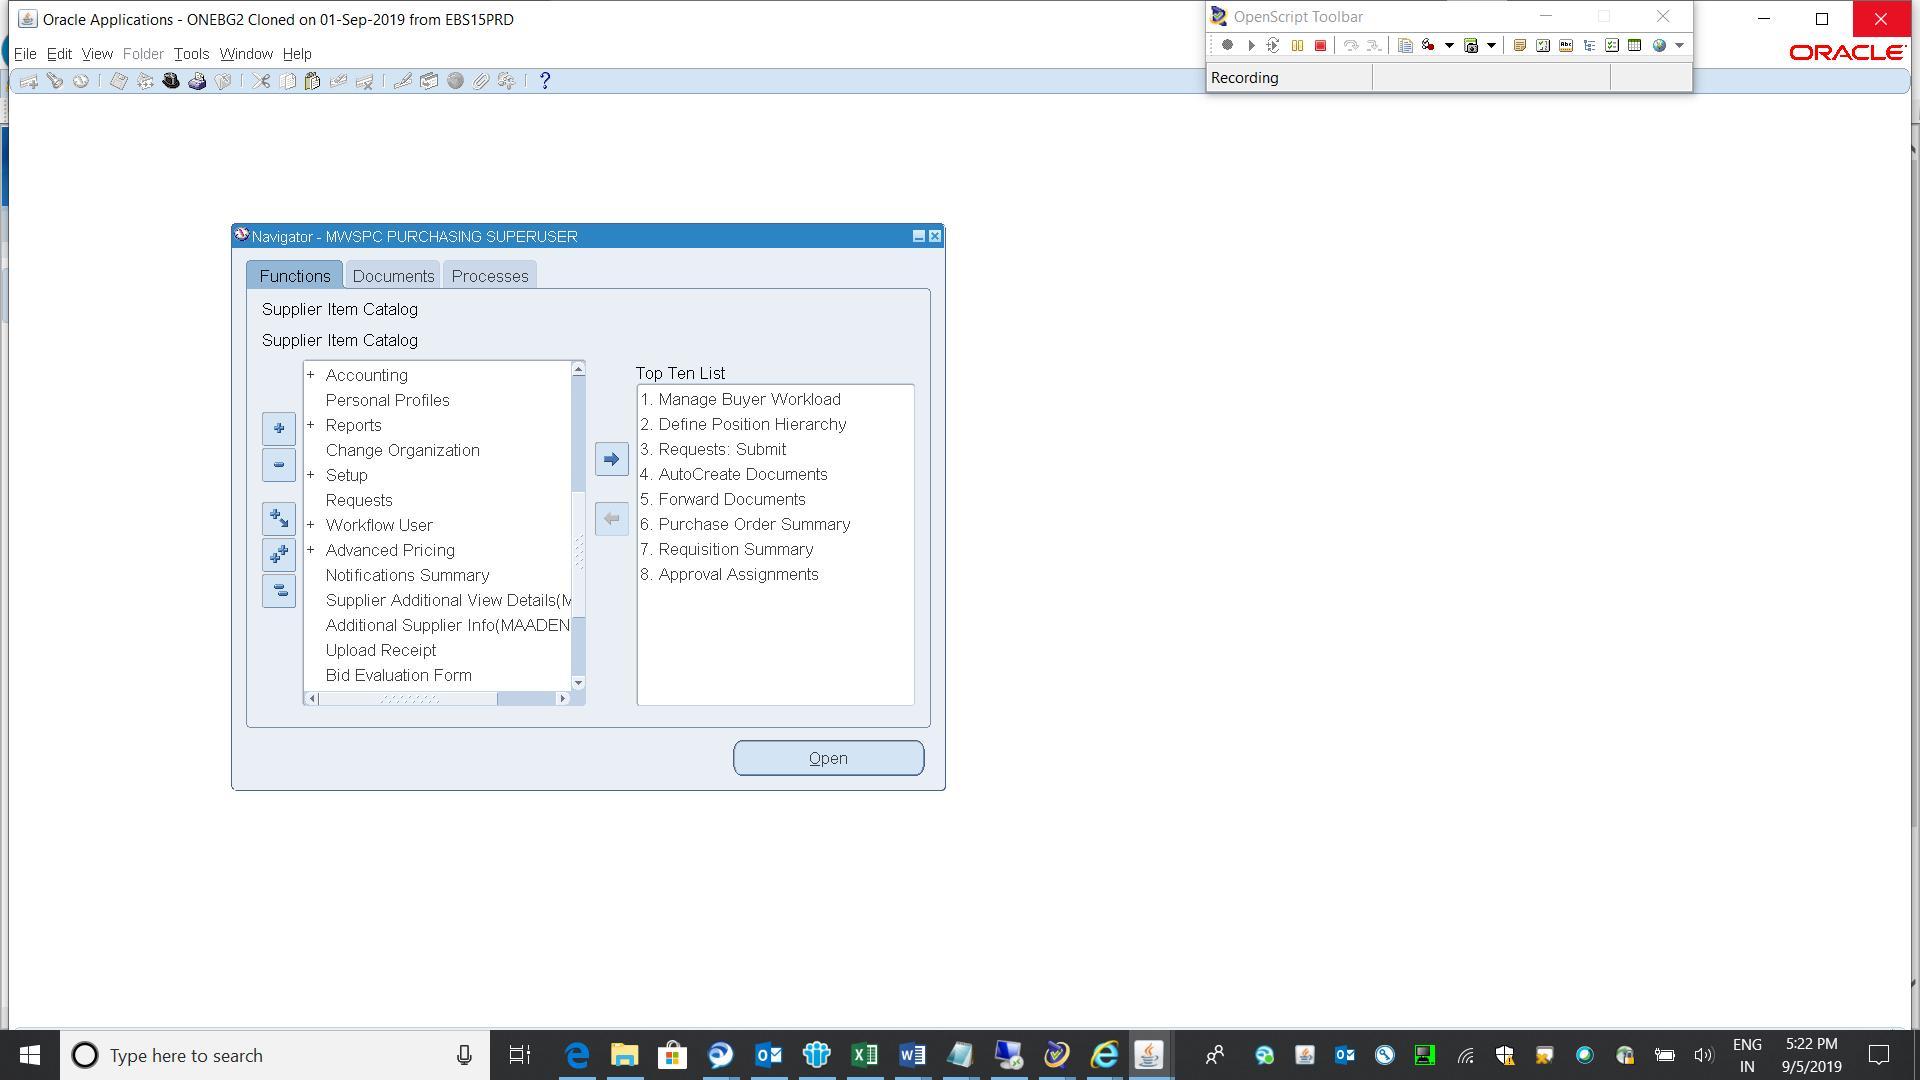 Oracle Applications - ONEBG2 Cloned on 01-Sep-2019 from EBS15PRD
OpenScript Toolbar
File Edit View Folder Tools Window Help
ORACLE
Recording
Navigator - MWSPC PURCHASING SUPERUSER
Functions Documents Processes
Supplier Item Catalog
Supplier Item Catalog
+ Accounting
Personal Profiles
+ Reports
Change Organization
+ Setup
Requests
+ Workflow User
+ Advanced Pricing
Notifications Summary
Supplier Additional View Details(M
Additional Supplier Info(MAADEN
Upload Receipt
Bid Evaluation Form
Top Ten List
1. Manage Buyer Workload
2. Define Position Hierarchy
3. Requests: Submit
4. AutoCreate Documents
5. Forward Documents
6. Purchase Order Summary
7. Requisition Summary
8. Approval Assignments
Open
Type here to search
ENG
IN
5:22 PM
9/5/2019